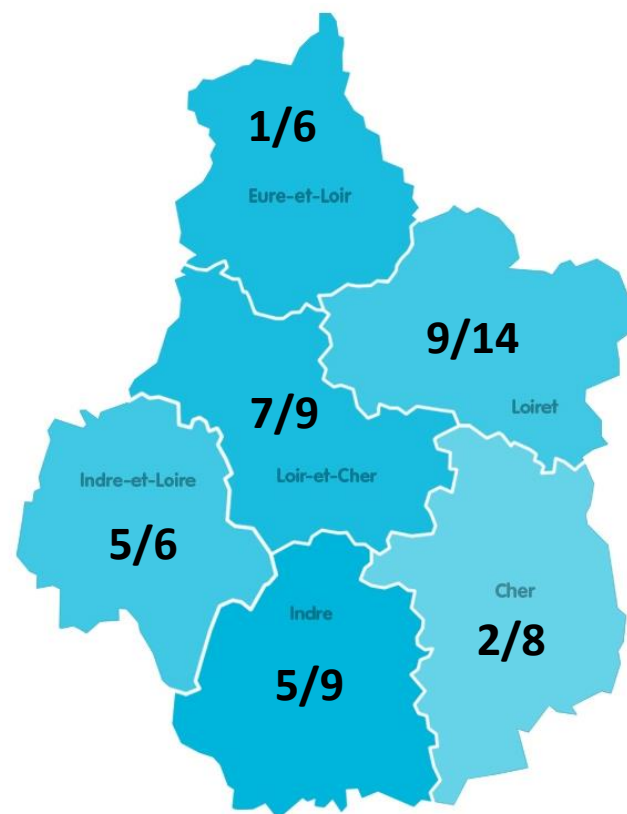 1/6
Eure-et-Loir
9/14
Loiret
7/9
Loir-et-Cher
Indre-et-Loire
5/6
Cher
2/8
Indre
5/9